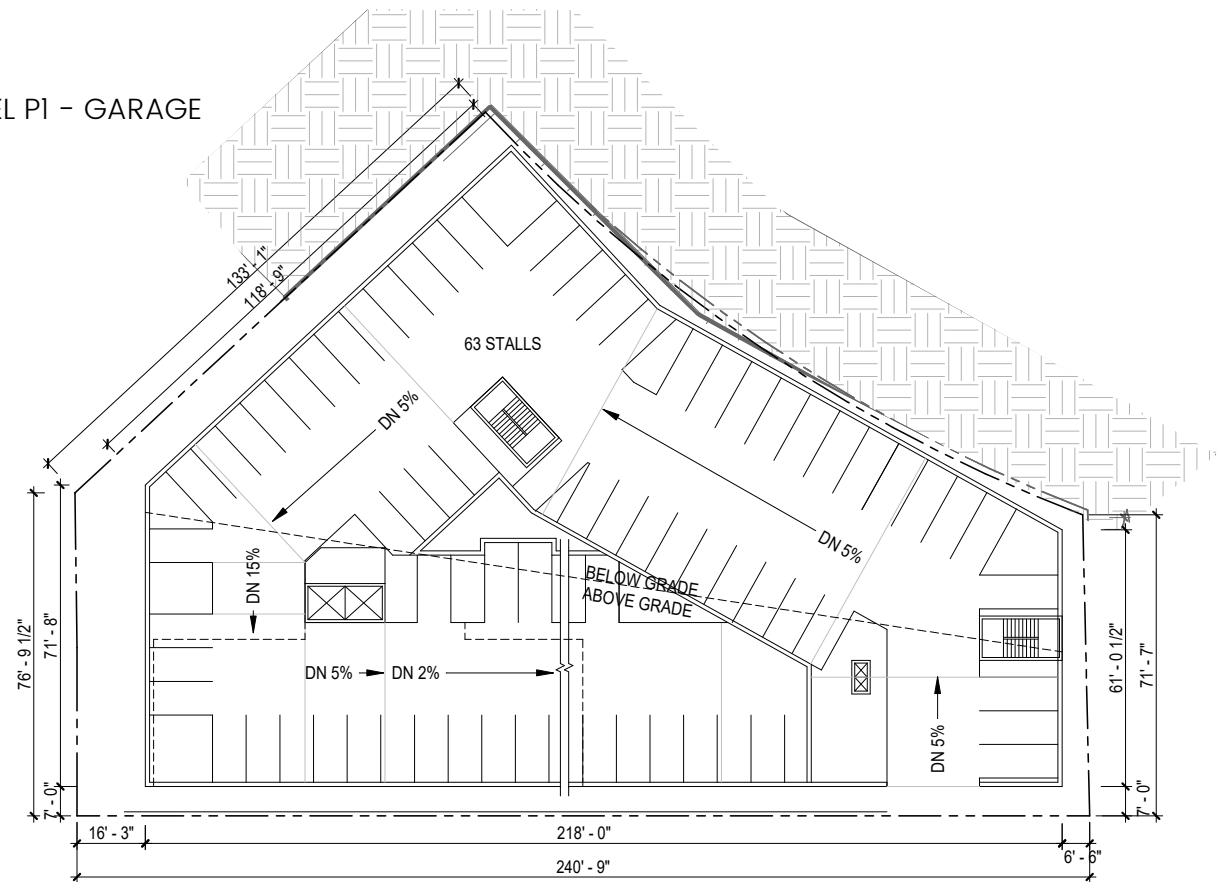 EL P1 - GARAGE
133' - 1"
118' - 9"
63 STALLS
DN 5%
DN 5%
DN 15%
BELOW GRADE
ABOVE GRADE
76' - 9 1/2"
71' - 8"
61' - 0 1/2"
71' - 7"
DN 5%
DN 2%
DN 5%
7' - 0"
7' - 0"
16' - 3"
218' - 0"
6' - 6"
240' - 9"